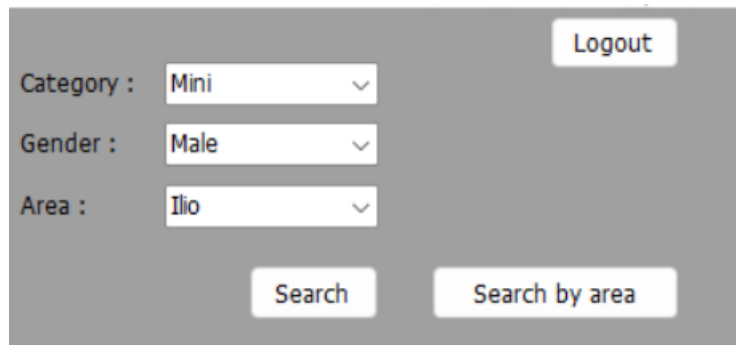 Logout
Category : Mini
Gender : Male
Area : Ilio
Search Search by area